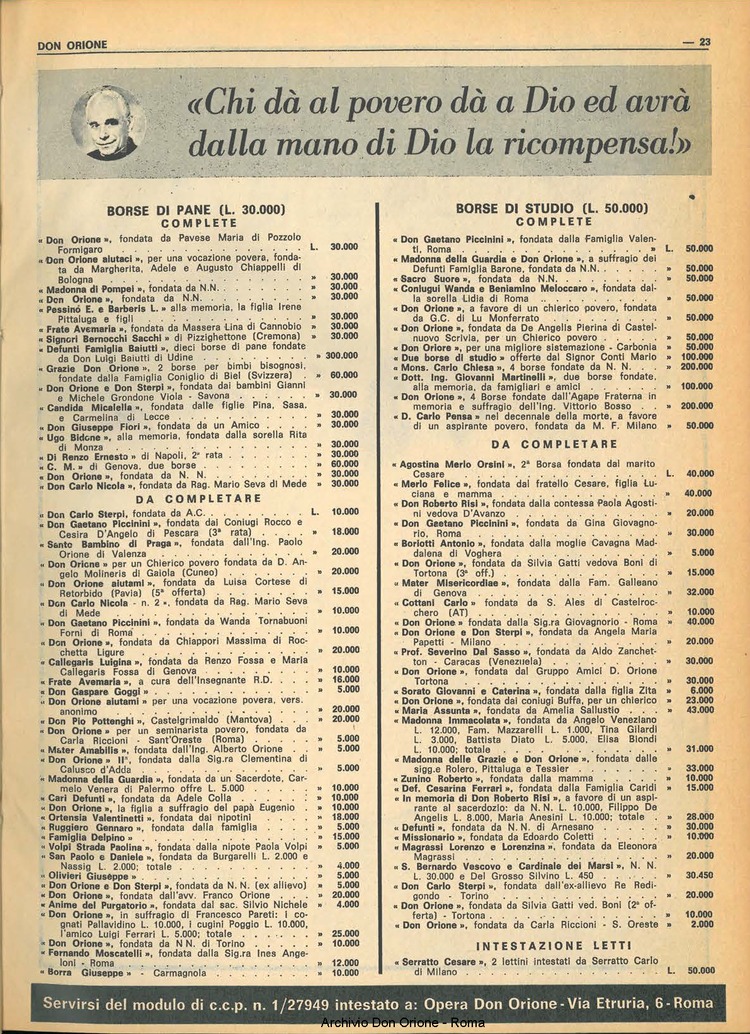 DON ORIONE
— 23
«Chi dà al povero dà a Dio ed avrà
dalla mano di Dio la ricompensa!»
BORSE DI PANE (L. 30.000)
COMPLETE
« Don Orione », fondata da Pavese Maria di Pozzolo
Formigaro . . . L. 30.000
« Don Orione aiutaci », per una vocazione povera, fonda-
ta da Margherita, Adele e Augusto Chiappelli di
Bologna . . . » 30.000
« Madonna di Pompei », fondata da N.N. . . . » 30.000
« Don Orione », fondata da N.N. . . . » 30.000
« Pessino E. e Barberis L. » alla memoria, la figlia Irene
Pittaluga e figli . . . » 30.000
« Frate Avemaria », fondata da Massera Lina di Cannobio » 30.000
« Signori Bernocchi Sacchi » di Pizzighettone (Cremona) » 30.000
« Defunti Famiglia Baiutti », dieci borse di pane fondate
da Don Luigi Baiutti di Udine . . . » 300.000
« Grazie Don Orione », 2 borse per bimbi bisognosi,
fondate dalla Famiglia Coniglio di Biel (Svizzera) . » 60.000
« Don Orione e Don Sterpi », fondata dai bambini Gianni
e Michele Grondone Viola - Savona . . . » 30.000
« Candida Micalella », fondata dalle figlie Pina, Sasa,
e Carmelina di Lecce . . . » 30.000
« Don Giuseppe Fiori », fondata da un Amico . . . » 30.000
« Ugo Bidone », alla memoria, fondata dalla sorella Rita
di Monza . . . » 30.000
« Di Renzo Ernesto » di Napoli, 2ª rata . . . » 30.000
« C. M. » di Genova, due borse . . . » 60.000
« Don Orione », fondata da N. N. . . . » 30.000
« Don Carlo Nicola », fondata da Rag. Mario Seva di Mede » 30.000
DA COMPLETARE
« Don Carlo Sterpi, fondata da A.C. . . . L. 10.000
« Don Gaetano Piccinini », fondata dai Coniugi Rocco e
Cesira D'Angelo di Pescara (3ª rata) . . . » 18.000
« Santo Bambino di Praga », fondata dall'Ing. Paolo
Orione di Valenza . . . » 20.000
« Don Orione » per un Chierico povero fondata da D. An-
gelo Molineris di Gaiola (Cuneo) . . . » 20.000
« Don Orione aiutami », fondata da Luisa Cortese di
Retorbido (Pavia) (5ª offerta) . . . » 15.000
« Don Carlo Nicola - n. 2 », fondata da Rag. Mario Seva
di Mede . . . » 10.000
« Don Gaetano Piccinini », fondata da Wanda Tornabuoni
Forni di Roma . . . » 10.000
« Don Orione », fondata da Chiappori Massima di Roc-
chetta Ligure . . . » 20.000
« Callegaris Luigina », fondata da Renzo Fossa e Maria
Callegaris Fossa di Genova . . . » 10.000
« Frate Avemaria », a cura dell'Insegnante R.D. . . . » 16.000
« Don Gaspare Goggi » . . . » 5.000
« Don Orione aiutami » per una vocazione povera, vers.
anonimo . . . » 20.000
« Don Pio Pottenghi », Castelgrimaldo (Mantova) . . » 20.000
« Don Orione » per un seminarista povero, fondata da
Carla Riccioni - Sant'Oreste (Roma) . . . » 5.000
« Mater Amabilis », fondata dall'Ing. Alberto Orione . » 5.000
« Don Orione » II°, fondata dalla Sig.ra Clementina di
Calusco d'Adda . . . » 5.000
« Madonna della Guardia », fondata da un Sacerdote, Car-
melo Venera di Palermo offre L. 5.000 . . . » 10.000
« Cari Defunti », fondata da Adele Colla . . . » 10.000
« Don Orione », la figlia a suffragio del papà Eugenio . » 10.000
« Ortensia Valentinetti », fondata dai nipotini . . . » 18.000
« Ruggiero Gennaro », fondata dalla famiglia . . . » 5.000
« Famiglia Delpino » . . . » 15.000
« Volpi Strada Paolina », fondata dalla nipote Paola Volpi » 5.000
« San Paolo e Daniele », fondata da Burgarelli L. 2.000 e
Nassig L. 2.000; totale . . . » 4.000
« Olivieri Giuseppe » . . . » 5.000
« Don Orione e Don Sterpi », fondata da N. N. (ex allievo) » 5.000
« Don Orione », fondata dall'avv. Franco Orione . . . » 20.000
« Anime del Purgatorio », fondata dal sac. Silvio Nichele » 4.000
« Don Orione », in suffragio di Francesco Pareti: i co-
gnati Pallavidino L. 10.000, i cugini Poggio L. 10.000,
l'amico Luigi Ferrari L. 5.000; totale . . . » 25.000
« Don Orione », fondata da N N. di Torino . . . » 10.000
« Fernando Moscatelli », fondata dalla Sig.ra Ines Ange-
loni - Roma . . . » 12.000
« Borra Giuseppe » - Carmagnola . . . » 10.000
BORSE DI STUDIO (L. 50.000)
COMPLETE
« Don Gaetano Piccinini », fondata dalla Famiglia Valen-
ti, Roma . . . » L. 50.000
« Madonna della Guardia e Don Orione », a suffragio dei
Defunti Famiglia Barone, fondata da N.N. . . . » 50.000
« Sacro Suore », fondata da N.N. . . . » 50.000
« Coniugi Wanda e Beniamino Meloccaro », fondata dal-
la sorella Lidia di Roma . . . » 50.000
« Don Orione », a favore di un chierico povero, fondata
da G.C. di Lu Monferrato . . . » 50.000
« Don Orione », fondata da De Angelis Pierina di Castel-
nuovo Scrivia, per un Chierico povero . . . » 50.000
« Don Oriore », per una migliore sistemazione - Carbonia » 50.000
« Due borse di studio » offerte dal Signor Conti Mario » 100.000
« Mons. Carlo Chiesa », 4 borse fondate da N. N. . . » 200.000
« Dott. Ing. Giovanni Martinelli », due borse fondate,
alla memoria, da famigliari e amici . . . » 100.000
« Don Orione », 4 Borse fondate dall'Agape Fraterna in
memoria e suffragio dell'Ing. Vittorio Bosso . . » 200.000
« D. Carlo Pensa » nel decennale della morte, a favore
di un aspirante povero, fondata da M. F. Milano » 50.000
DA COMPLETARE
« Agostina Merlo Orsini », 2ª Borsa fondata dal marito
Cesare . . . L. 40.000
« Merlo Felice », fondata dal fratello Cesare, figlia Lu-
ciana e mamma . . . » 40.000
« Don Roberto Risi » fondata dalla contessa Paola Agosti-
ni vedova D'Avanzo . . . » 20.000
« Don Gaetano Piccinini », fondata da Gina Giovagno-
rio, Roma . . . » 30.000
« Boriotti Antonio », fondata dalla moglie Cavagna Mad-
dalena di Voghera . . . » 5.000
« Don Orione », fondata da Silvia Gatti vedova Boni di
Tortona (3ª off.) . . . » 15.000
« Mater Misericordiae », fondata dalla Fam. Galleano
di Genova . . . » 32.000
« Cottani Carlo » fondata da S. Ales di Castelroc-
chero (AT) . . . » 10.000
« Don Orione » fondata dalla Sig.ra Giovagnorio - Roma » 40.000
« Don Orione e Don Sterpi », fondata da Angela Maria
Papetti - Milano . . . » 20.000
« Prof. Severino Dal Sasso », fondata da Aldo Zanchet-
ton - Caracas (Venezuela) . . . » 30.000
« Don Orione », fondata dal Gruppo Amici D. Orione
Tortona . . . » 30.000
« Sorato Giovanni e Caterina », fondata dalla figlia Zita » 6.000
« Don Orione », fondata dai coniugi Buffa, per un chierico » 23.000
« Maria Assunta », fondata da Amelia Salustio . . . » 43.000
« Madonna Immacolata », fondata da Angelo Veneziano
L. 12.000, Fam. Mazzarelli L. 1.000, Tina Gilardi
L. 3.000, Battista Diato L. 5.000, Elisa Biondi
L. 10.000; totale . . . » 31.000
« Madonna delle Grazie e Don Orione », fondata dalle
sigg.e Rolero, Pittaluga e Tessler . . . » 33.000
« Zunino Roberto », fondata dalla mamma . . . » 10.000
« Def. Cesarina Ferrari », fondata dalla Famiglia Caridi » 15.000
« In memoria di Don Roberto Risi », a favore di un aspi-
rante al sacerdozio: da N. N. L. 10.000, Filippo De
Angelis L. 8.000, Maria Anesini L. 10.000; totale » 28.000
« Defunti », fondata da N. N. di Arnesano . . . » 30.000
« Missionario », fondata da Edoardo Coletti . . . » 10.000
« Magrassi Lorenzo e Lorenzina », fondata da Eleonora
Magrassi . . . » 20.000
« S. Bernardo Vescovo e Cardinale dei Marsi », N. N.
L. 30.000 e Del Grosso Silvino L. 450 . . . » 30.450
« Don Carlo Sterpi », fondata dall'ex-allievo Re Redi-
gondo - Torino . . . » 20.000
« Don Orione », fondata da Silvia Gatti ved. Boni (2ª of-
ferta) - Tortona . . . » 10.000
« Don Orione », fondata da Carla Riccioni - S. Oreste » 2.000
INTESTAZIONE LETTI
« Serratto Cesare », 2 lettini intestati da Serratto Carlo
di Milano . . . L. 50.000
Servirsi del modulo di c.c.p. n. 1/27949 intestato a: Opera Don Orione - Via Etruria, 6 - Roma
Archivio Don Orione - Roma